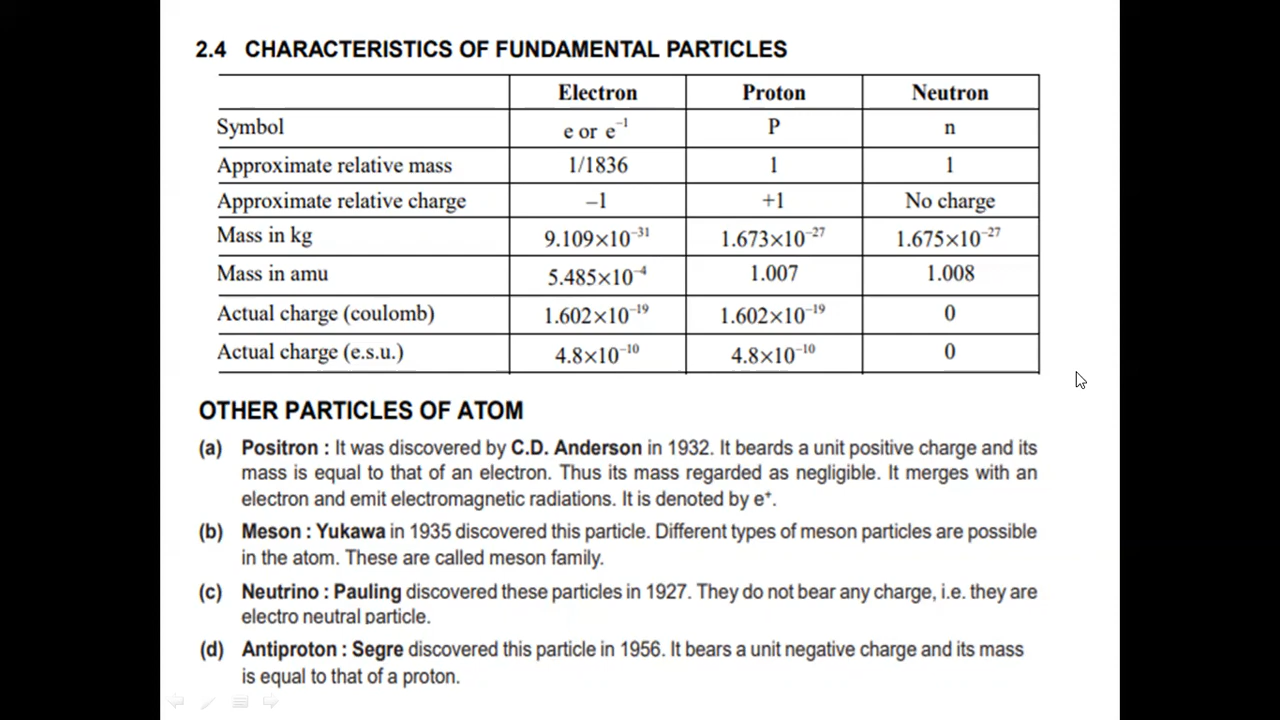 2.4 CHARACTERISTICS OF FUNDAMENTAL PARTICLES
Electron Proton Neutron
Symbol e or e⁻¹ P n
Approximate relative mass 1/1836 1 1
Approximate relative charge –1 +1 No charge
Mass in kg 9.109×10⁻³¹ 1.673×10⁻²⁷ 1.675×10⁻²⁷
Mass in amu 5.485×10⁻⁴ 1.007 1.008
Actual charge (coulomb) 1.602×10⁻¹⁹ 1.602×10⁻¹⁹ 0
Actual charge (e.s.u.) 4.8×10⁻¹⁰ 4.8×10⁻¹⁰ 0
OTHER PARTICLES OF ATOM
(a) Positron : It was discovered by C.D. Anderson in 1932. It beards a unit positive charge and its
mass is equal to that of an electron. Thus its mass regarded as negligible. It merges with an
electron and emit electromagnetic radiations. It is denoted by e⁺.
(b) Meson : Yukawa in 1935 discovered this particle. Different types of meson particles are possible
in the atom. These are called meson family.
(c) Neutrino : Pauling discovered these particles in 1927. They do not bear any charge, i.e. they are
electro neutral particle.
(d) Antiproton : Segre discovered this particle in 1956. It bears a unit negative charge and its mass
is equal to that of a proton.